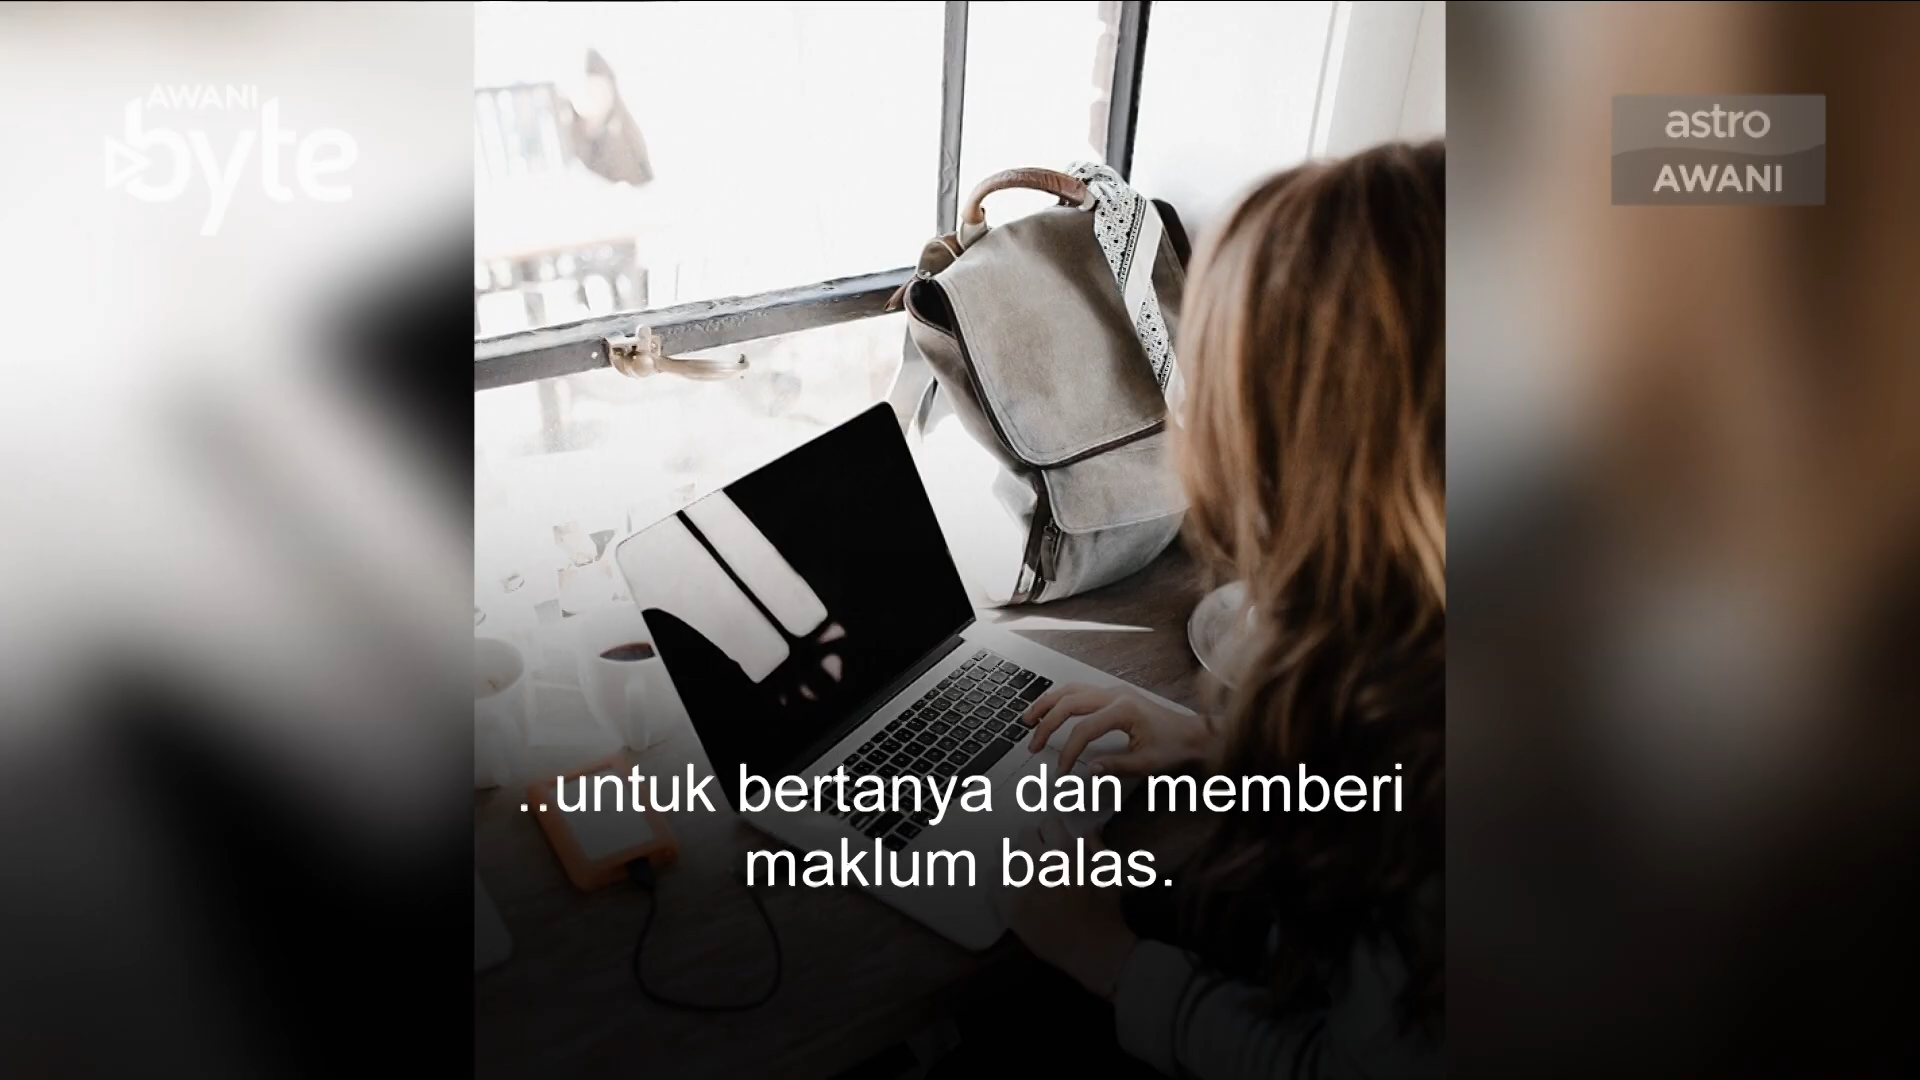 AWANI
byte
astro
AWANI
..untuk bertanya dan memberi
maklum balas.